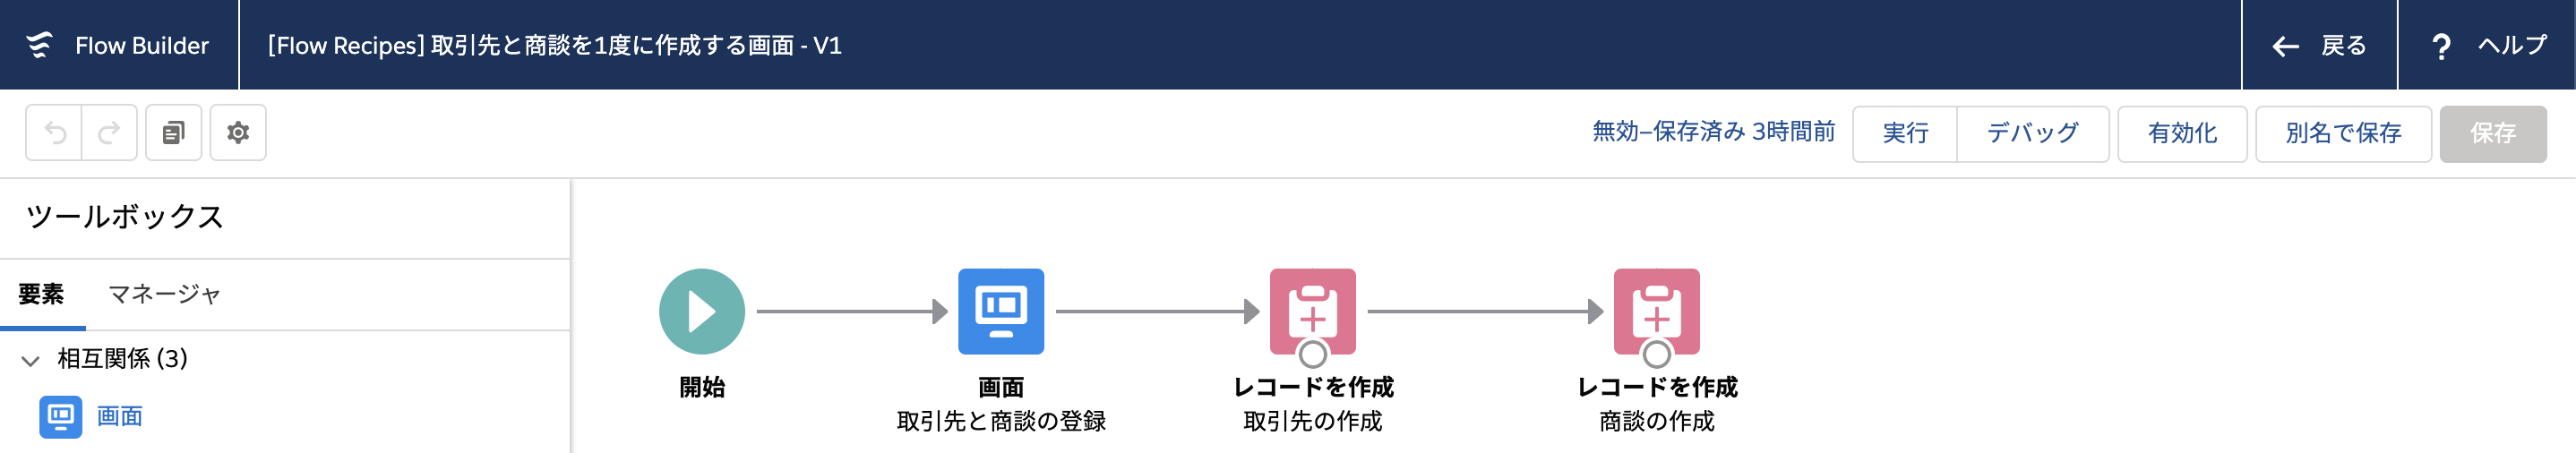 Flow Builder
[Flow Recipes] 取引先と商談を1度に作成する画面 - V1
戻る
? ヘルプ
無効–保存済み 3時間前
実行
デバッグ
有効化
別名で保存
保存
ツールボックス
要素
マネージャ
相互関係 (3)
画面
開始
画面
取引先と商談の登録
レコードを作成
取引先の作成
レコードを作成
商談の作成